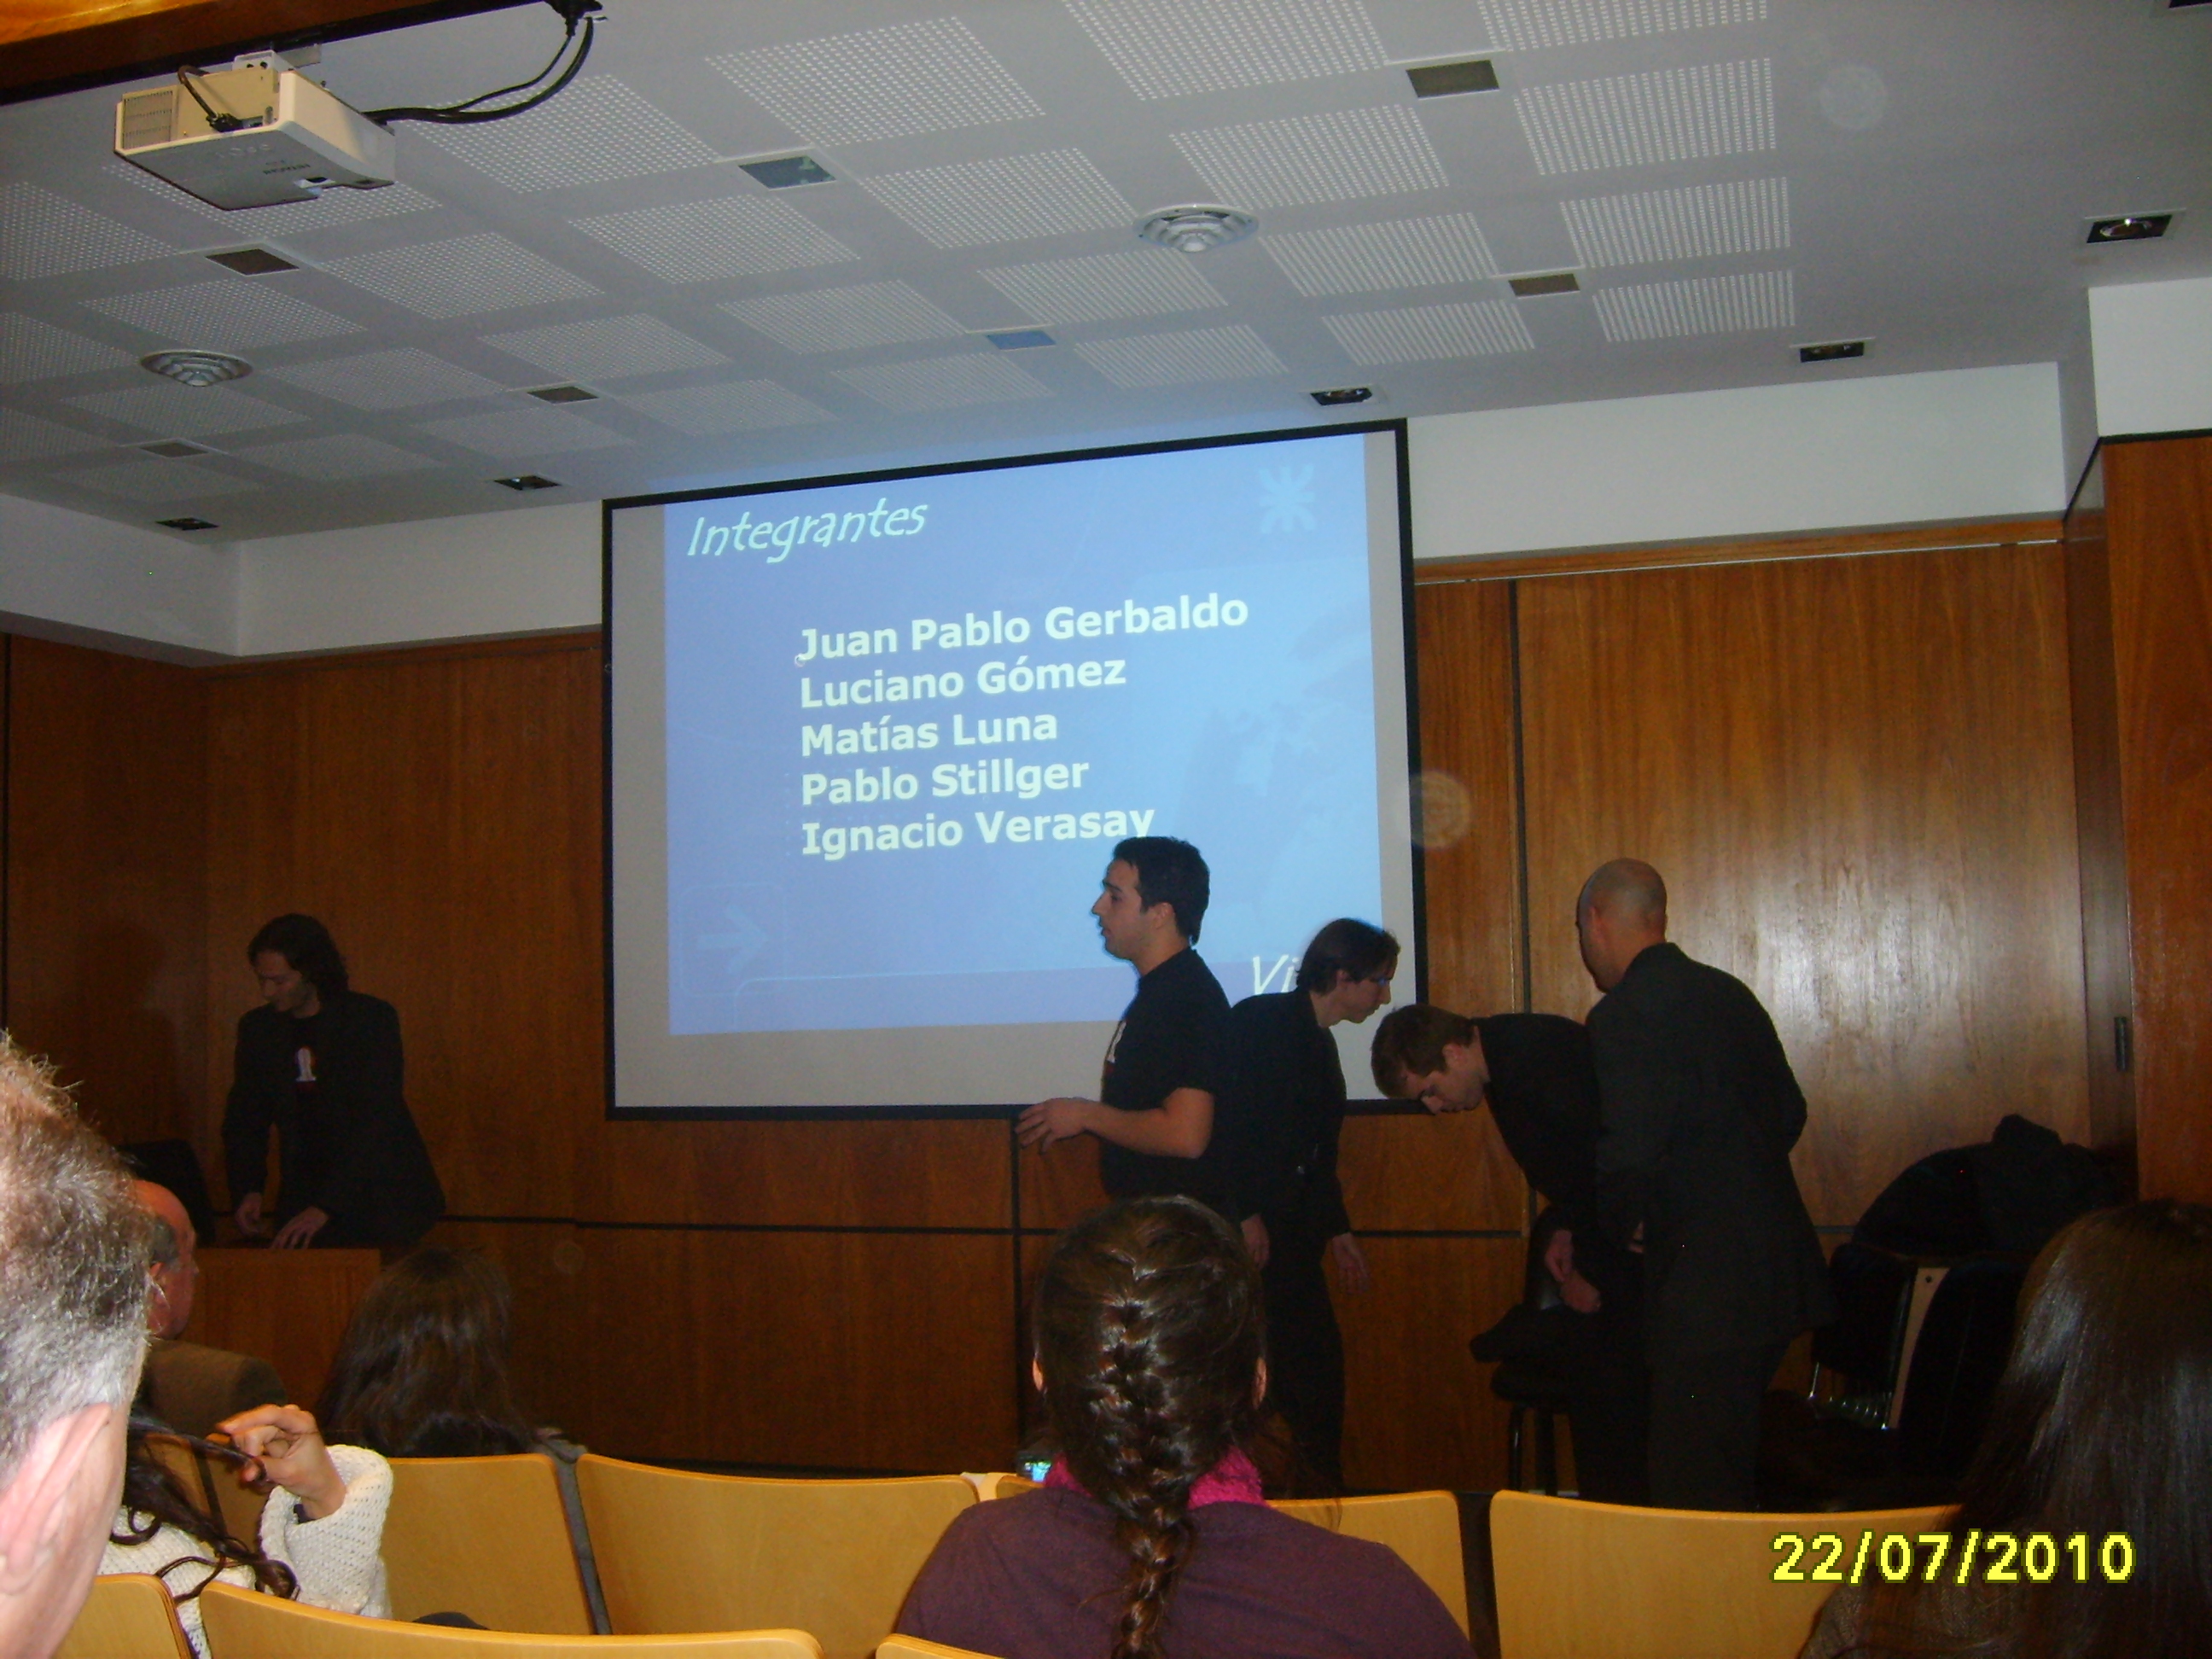 Integrantes
Juan Pablo Gerbaldo
Luciano Gómez
Matías Luna
Pablo Stillger
Ignacio Verasay
22/07/2010